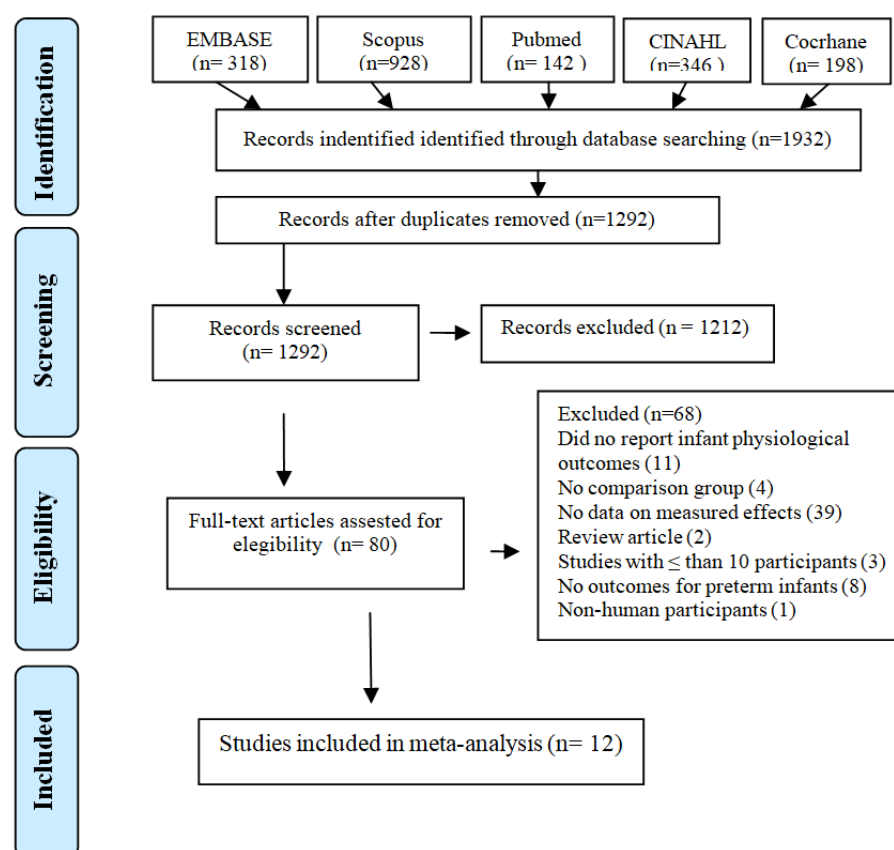 EMBASE
(n= 318)
Scopus
(n=928)
Pubmed
(n= 142 )
CINAHL
(n=346 )
Cocrhane
(n= 198)
Identification
Records indentified identified through database searching (n=1932)
Records after duplicates removed (n=1292)
Screening
Records screened
(n= 1292)
Records excluded (n = 1212)
Eligibility
Full-text articles assested for
elegibility (n= 80)
Excluded (n=68)
Did no report infant physiological
outcomes (11)
No comparison group (4)
No data on measured effects (39)
Review article (2)
Studies with ≤ than 10 participants (3)
No outcomes for preterm infants (8)
Non-human participants (1)
Included
Studies included in meta-analysis (n= 12)